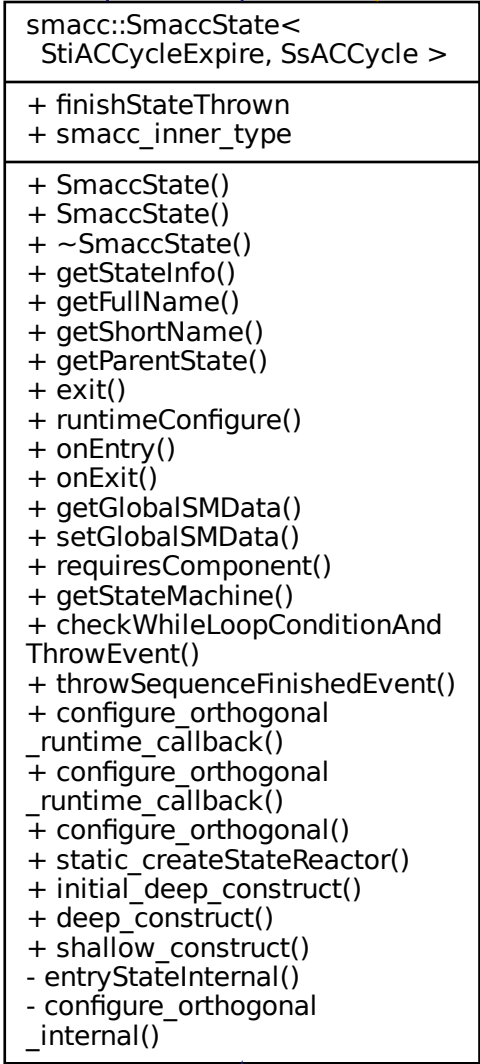 smacc::SmaccState<
StiACCycleExpire, SsACCycle >
+ finishStateThrown
+ smacc_inner_type
+ SmaccState()
+ SmaccState()
+ ~SmaccState()
+ getStateInfo()
+ getFullName()
+ getShortName()
+ getParentState()
+ exit()
+ runtimeConfigure()
+ onEntry()
+ onExit()
+ getGlobalSMData()
+ setGlobalSMData()
+ requiresComponent()
+ getStateMachine()
+ checkWhileLoopConditionAnd
ThrowEvent()
+ throwSequenceFinishedEvent()
+ configure_orthogonal
_runtime_callback()
+ configure_orthogonal
_runtime_callback()
+ configure_orthogonal()
+ static_createStateReactor()
+ initial_deep_construct()
+ deep_construct()
+ shallow_construct()
- entryStateInternal()
- configure_orthogonal
_internal()